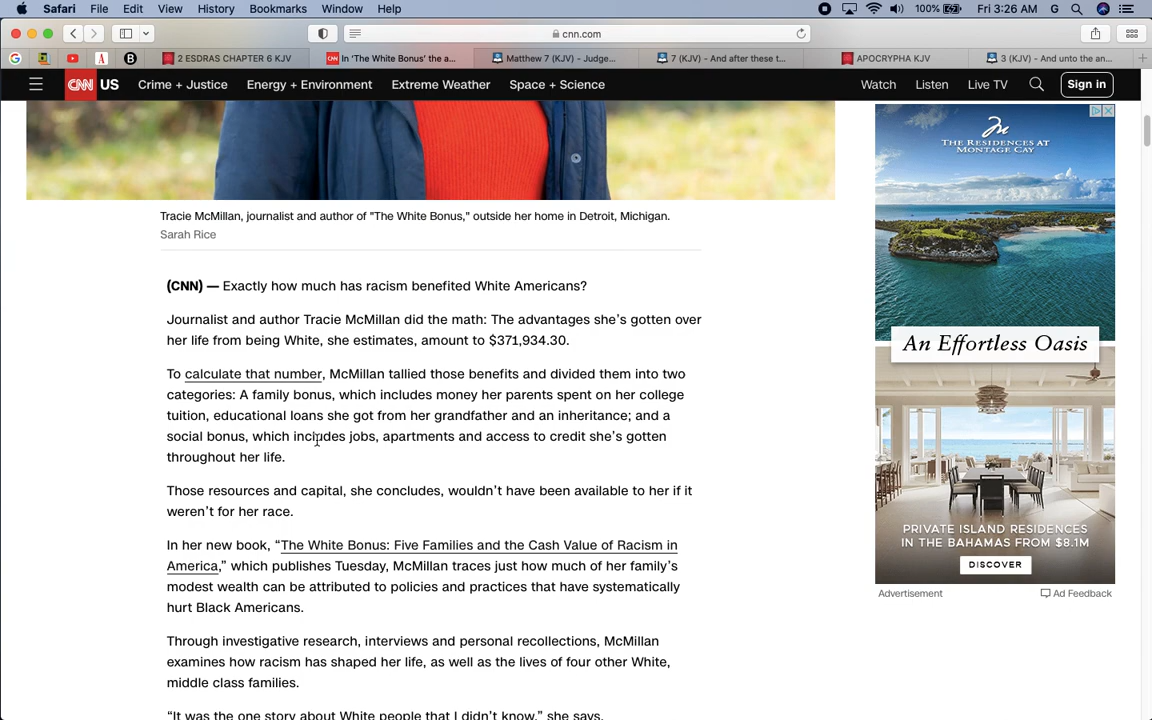 Safari File Edit View History Bookmarks Window Help 100% Fri 3:26 AM G
cnn.com
2 ESDRAS CHAPTER 6 KJV In ‘The White Bonus’ the a... Matthew 7 (KJV) - Judge... 7 (KJV) - And after these t... APOCRYPHA KJV 3 (KJV) - And unto the an...
CNN US Crime + Justice Energy + Environment Extreme Weather Space + Science Watch Listen Live TV Sign in
Tracie McMillan, journalist and author of "The White Bonus," outside her home in Detroit, Michigan.
Sarah Rice
(CNN) — Exactly how much has racism benefited White Americans?
Journalist and author Tracie McMillan did the math: The advantages she’s gotten over
her life from being White, she estimates, amount to $371,934.30.
To calculate that number, McMillan tallied those benefits and divided them into two
categories: A family bonus, which includes money her parents spent on her college
tuition, educational loans she got from her grandfather and an inheritance; and a
social bonus, which includes jobs, apartments and access to credit she’s gotten
throughout her life.
Those resources and capital, she concludes, wouldn’t have been available to her if it
weren’t for her race.
In her new book, “The White Bonus: Five Families and the Cash Value of Racism in
America,” which publishes Tuesday, McMillan traces just how much of her family’s
modest wealth can be attributed to policies and practices that have systematically
hurt Black Americans.
Through investigative research, interviews and personal recollections, McMillan
examines how racism has shaped her life, as well as the lives of four other White,
middle class families.
“It was the one story about White people that I didn’t know,” she says.
THE RESIDENCES AT
MONTAGE CAY
An Effortless Oasis
PRIVATE ISLAND RESIDENCES
IN THE BAHAMAS FROM $8.1M
DISCOVER
Advertisement Ad Feedback